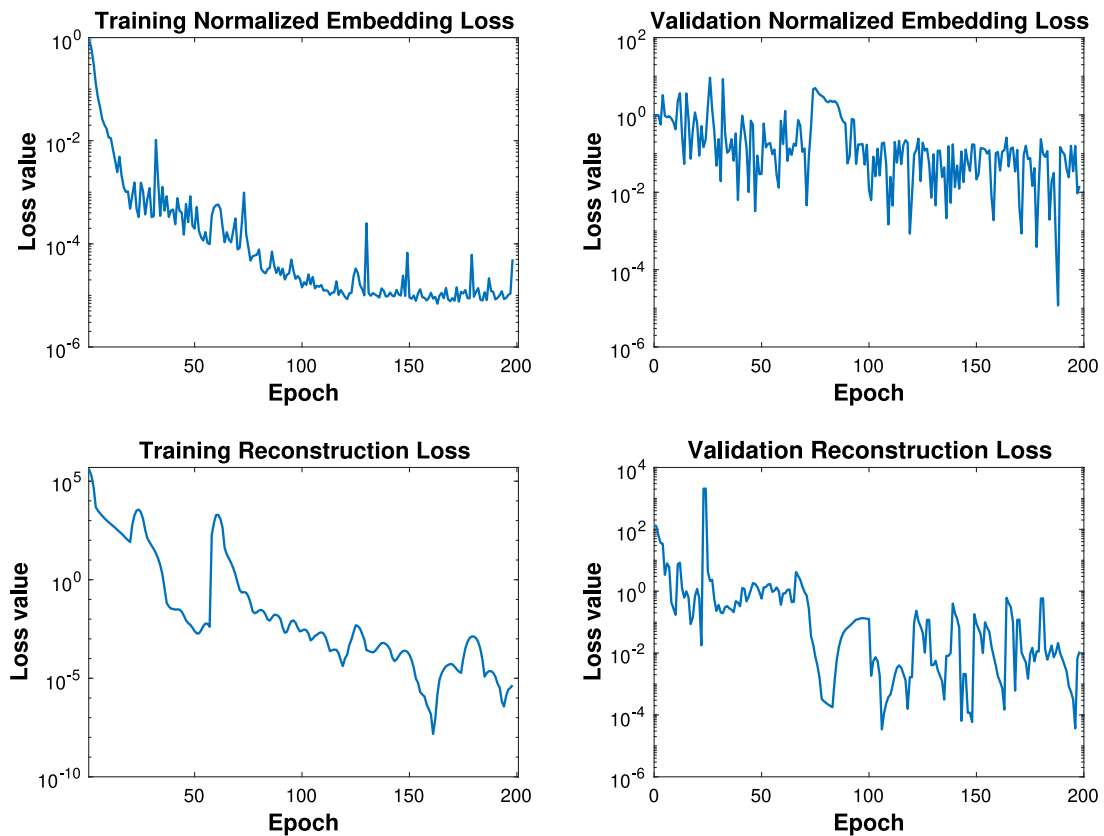 Training Normalized Embedding Loss
10^0
10^-2
10^-4
10^-6
Loss value
50 100 150 200
Epoch
Validation Normalized Embedding Loss
10^2
10^0
10^-2
10^-4
10^-6
Loss value
0 50 100 150 200
Epoch
Training Reconstruction Loss
10^5
10^0
10^-5
10^-10
Loss value
50 100 150 200
Epoch
Validation Reconstruction Loss
10^4
10^2
10^0
10^-2
10^-4
10^-6
Loss value
0 50 100 150 200
Epoch